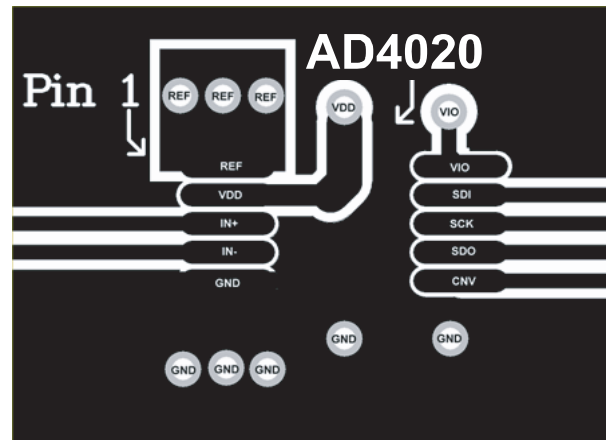 AD4020
Pin 1
REF REF REF
VDD
VIO
REF
VDD
IN+
IN-
GND
VIO
SDI
SCK
SDO
CNV
GND
GND
GND GND GND